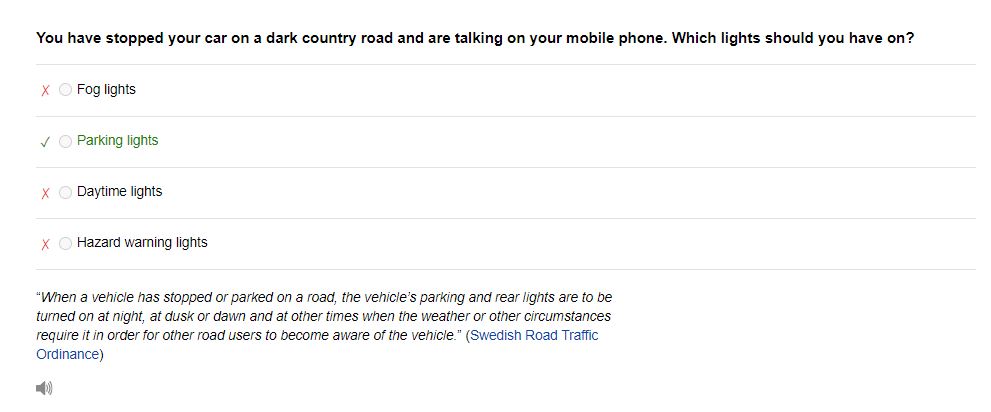 You have stopped your car on a dark country road and are talking on your mobile phone. Which lights should you have on?
✗ Fog lights
✓ Parking lights
✗ Daytime lights
✗ Hazard warning lights
“When a vehicle has stopped or parked on a road, the vehicle’s parking and rear lights are to be
turned on at night, at dusk or dawn and at other times when the weather or other circumstances
require it in order for other road users to become aware of the vehicle.” (Swedish Road Traffic
Ordinance)